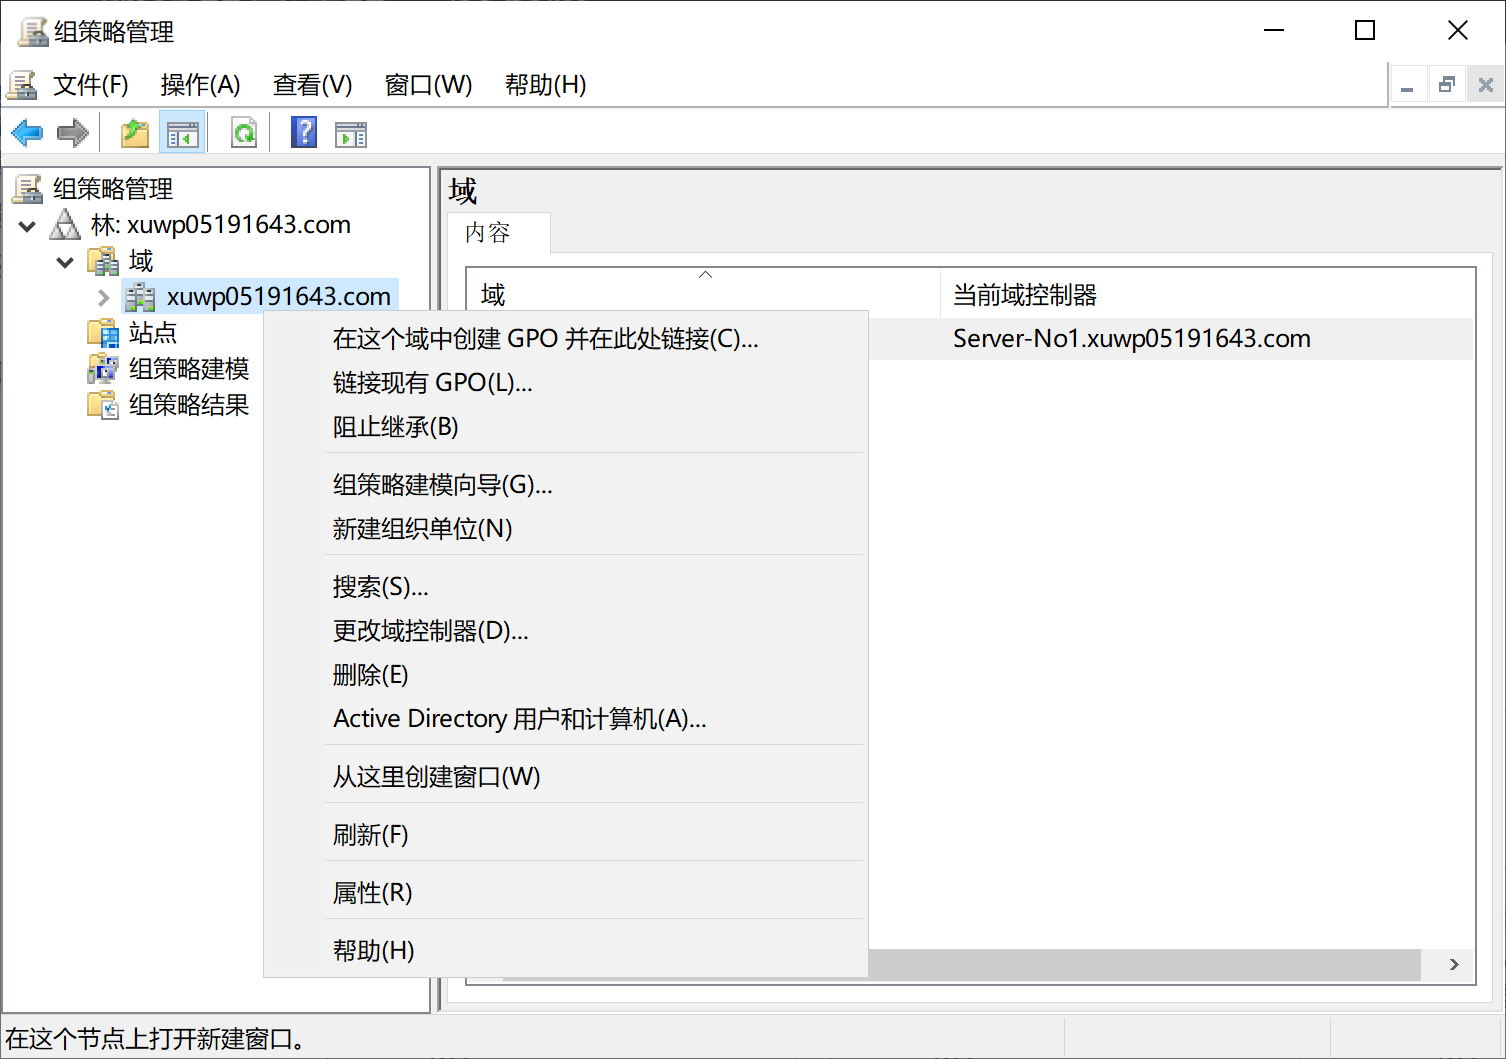 组策略管理
文件(F) 操作(A) 查看(V) 窗口(W) 帮助(H)
组策略管理
林: xuwp05191643.com
域
xuwp05191643.com
站点
组策略建模
组策略结果
域
内容
域 当前域控制器
Server-No1.xuwp05191643.com
在这个域中创建 GPO 并在此处链接(C)...
链接现有 GPO(L)...
阻止继承(B)
组策略建模向导(G)...
新建组织单位(N)
搜索(S)...
更改域控制器(D)...
删除(E)
Active Directory 用户和计算机(A)...
从这里创建窗口(W)
刷新(F)
属性(R)
帮助(H)
在这个节点上打开新建窗口。